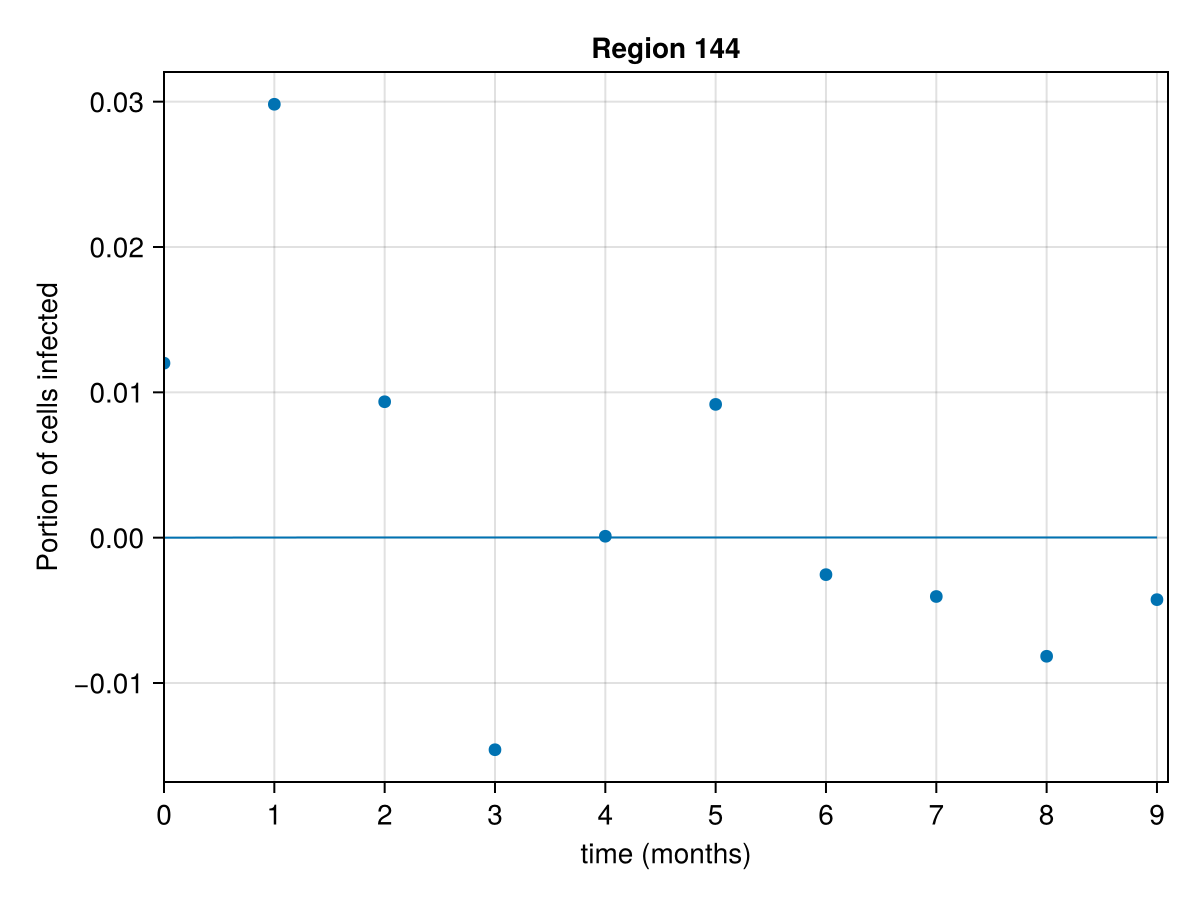 Region 144
0.03
0.02
0.01
0.00
−0.01
Portion of cells infected
0 1 2 3 4 5 6 7 8 9
time (months)